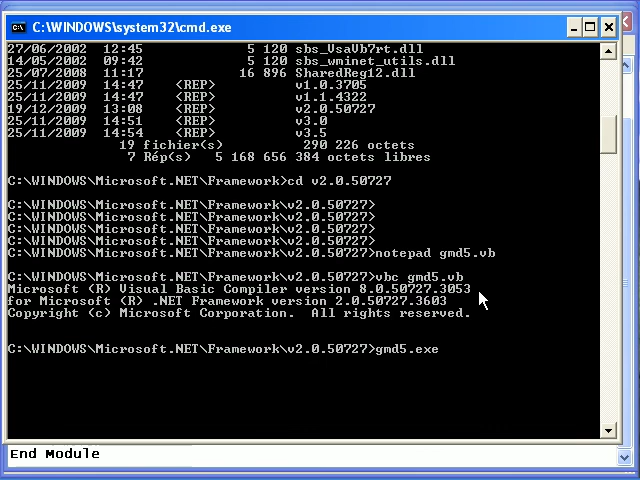 C:\WINDOWS\system32\cmd.exe
27/06/2002  12:45             5 120 sbs_VsaVb7rt.dll
14/05/2002  09:42             5 120 sbs_wminet_utils.dll
25/07/2008  11:17            16 896 SharedReg12.dll
25/11/2009  14:47    <REP>          v1.0.3705
25/11/2009  14:47    <REP>          v1.1.4322
19/12/2009  13:08    <REP>          v2.0.50727
25/11/2009  14:51    <REP>          v3.0
25/11/2009  14:54    <REP>          v3.5
19 fichier(s)          290 226 octets
7 Rép(s)   5 168 656 384 octets libres
C:\WINDOWS\Microsoft.NET\Framework>cd v2.0.50727
C:\WINDOWS\Microsoft.NET\Framework\v2.0.50727>
C:\WINDOWS\Microsoft.NET\Framework\v2.0.50727>
C:\WINDOWS\Microsoft.NET\Framework\v2.0.50727>
C:\WINDOWS\Microsoft.NET\Framework\v2.0.50727>
C:\WINDOWS\Microsoft.NET\Framework\v2.0.50727>notepad gmd5.vb
C:\WINDOWS\Microsoft.NET\Framework\v2.0.50727>vbc gmd5.vb
Microsoft (R) Visual Basic Compiler version 8.0.50727.3053
for Microsoft (R) .NET Framework version 2.0.50727.3603
Copyright (c) Microsoft Corporation.  All rights reserved.
C:\WINDOWS\Microsoft.NET\Framework\v2.0.50727>gmd5.exe
End Module